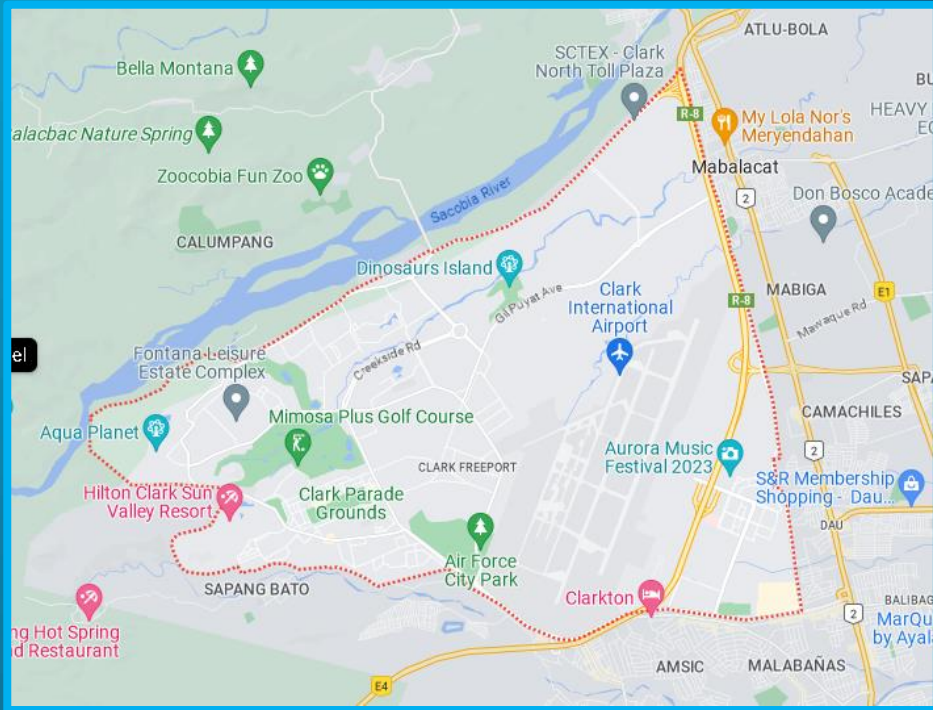 ATLU-BOLA
SCTEX - Clark
North Toll Plaza
Bella Montana
BU
HEAVY
EQ
R-8
My Lola Nor's
Meryendahan
alacbac Nature Spring
Mabalacat
Zoocobia Fun Zoo
Sacobia River
2
Don Bosco Acade
CALUMPANG
Dinosaurs Island
Gil Puyat Ave
Clark
International
Airport
MABIGA
E1
R-8
Mawaque Rd
el
Fontana Leisure
Estate Complex
Creekside Rd
SAPA
Mimosa Plus Golf Course
CAMACHILES
Aqua Planet
CLARK FREEPORT
Aurora Music
Festival 2023
2
S&R Membership
Shopping - Dau...
Hilton Clark Sun
Valley Resort
Clark Parade
Grounds
DAU
Air Force
City Park
SAPANG BATO
Clarkton
BALIBAG
2
MarQu
by Ayal
ng Hot Spring
d Restaurant
AMSIC
MALABAÑAS
E4